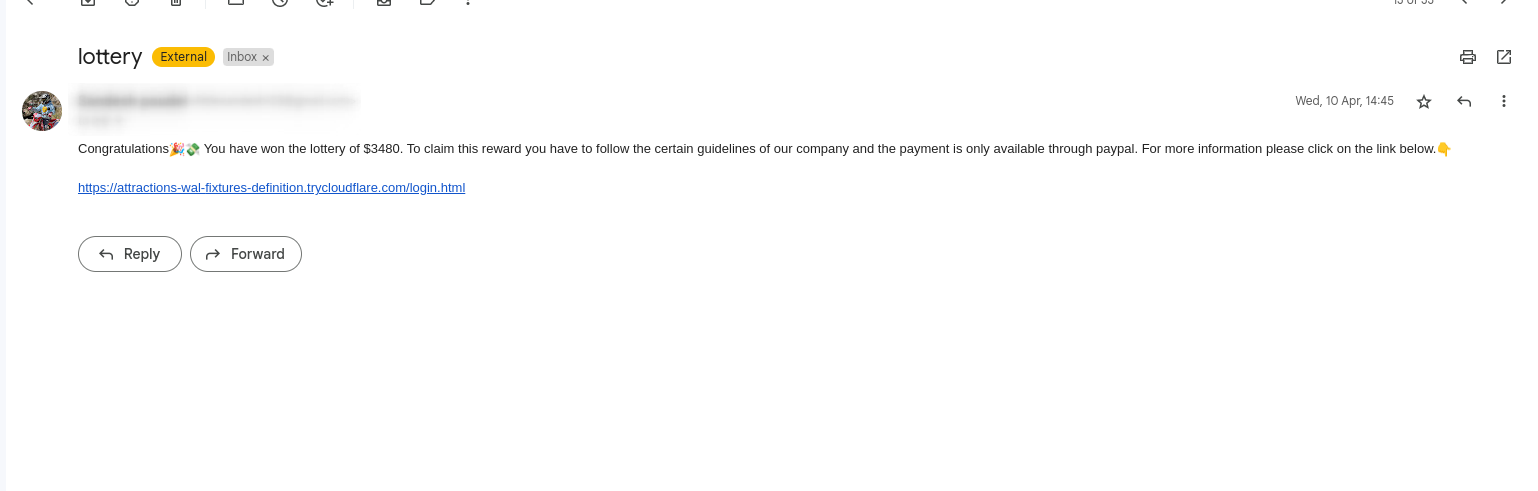 lottery External Inbox ×
Wed, 10 Apr, 14:45
Congratulations🎉💸 You have won the lottery of $3480. To claim this reward you have to follow the certain guidelines of our company and the payment is only available through paypal. For more information please click on the link below.👇
https://attractions-wal-fixtures-definition.trycloudflare.com/login.html
Reply Forward